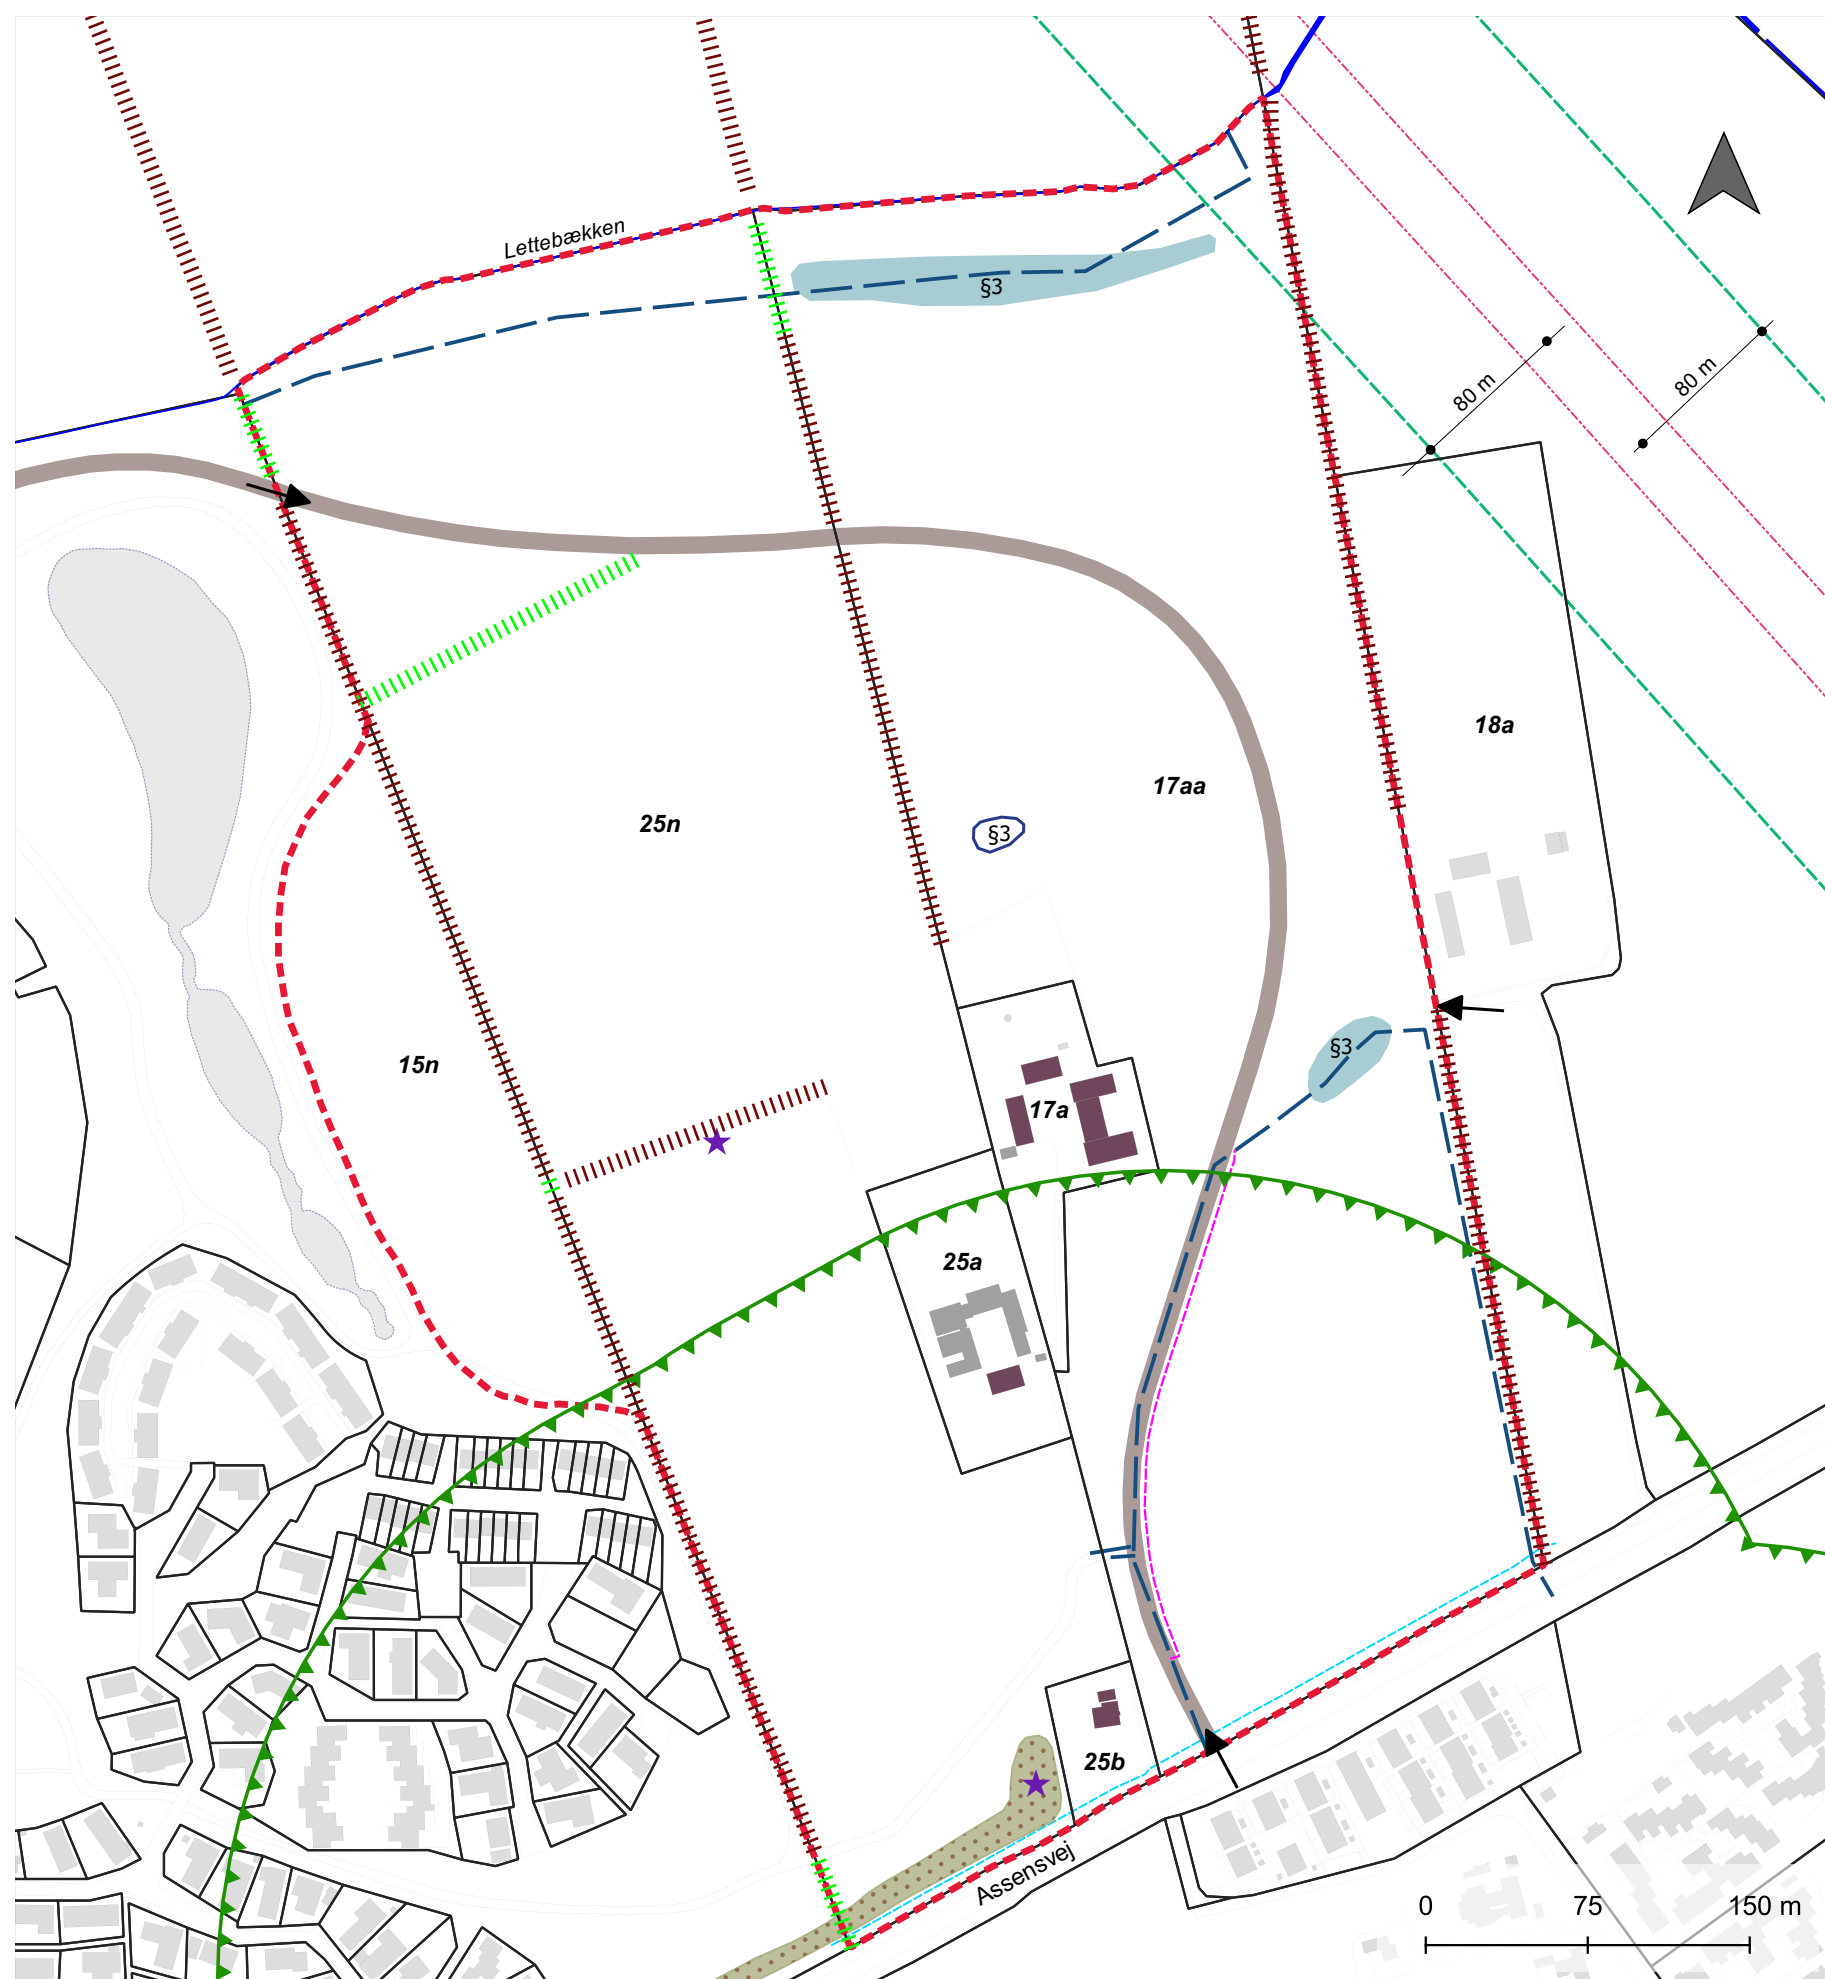 Lettebækken
§3
80 m
80 m
18a
17aa
25n
§3
§3
15n
17a
25a
25b
Assensvej
0 75 150 m